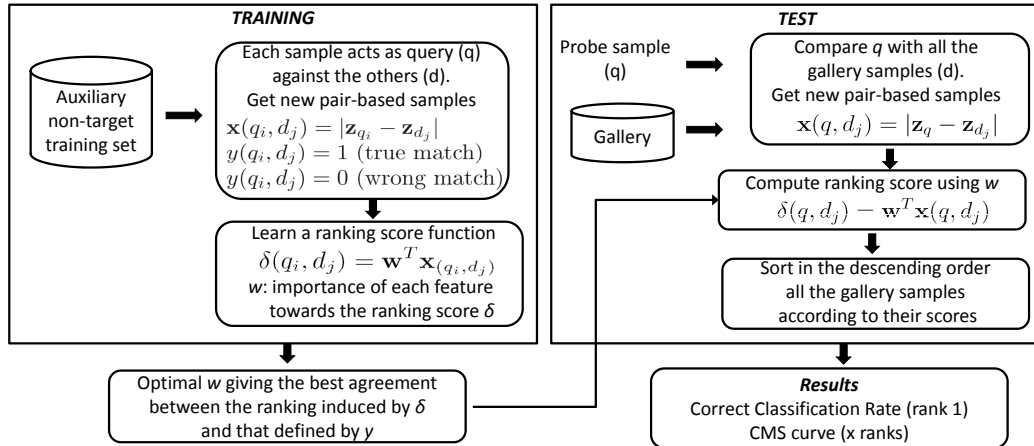 TRAINING
Auxiliary
non-target
training set
Each sample acts as query (q)
against the others (d).
Get new pair-based samples
x(q_i, d_j) = |z_{q_i} − z_{d_j}|
y(q_i, d_j) = 1 (true match)
y(q_i, d_j) = 0 (wrong match)
Learn a ranking score function
δ(q_i, d_j) = w^T x_{(q_i,d_j)}
w: importance of each feature
towards the ranking score δ
Optimal w giving the best agreement
between the ranking induced by δ
and that defined by y
TEST
Probe sample
(q)
Gallery
Compare q with all the
gallery samples (d).
Get new pair-based samples
x(q, d_j) = |z_q − z_{d_j}|
Compute ranking score using w
δ(q, d_j) − w^T x(q, d_j)
Sort in the descending order
all the gallery samples
according to their scores
Results
Correct Classification Rate (rank 1)
CMS curve (x ranks)